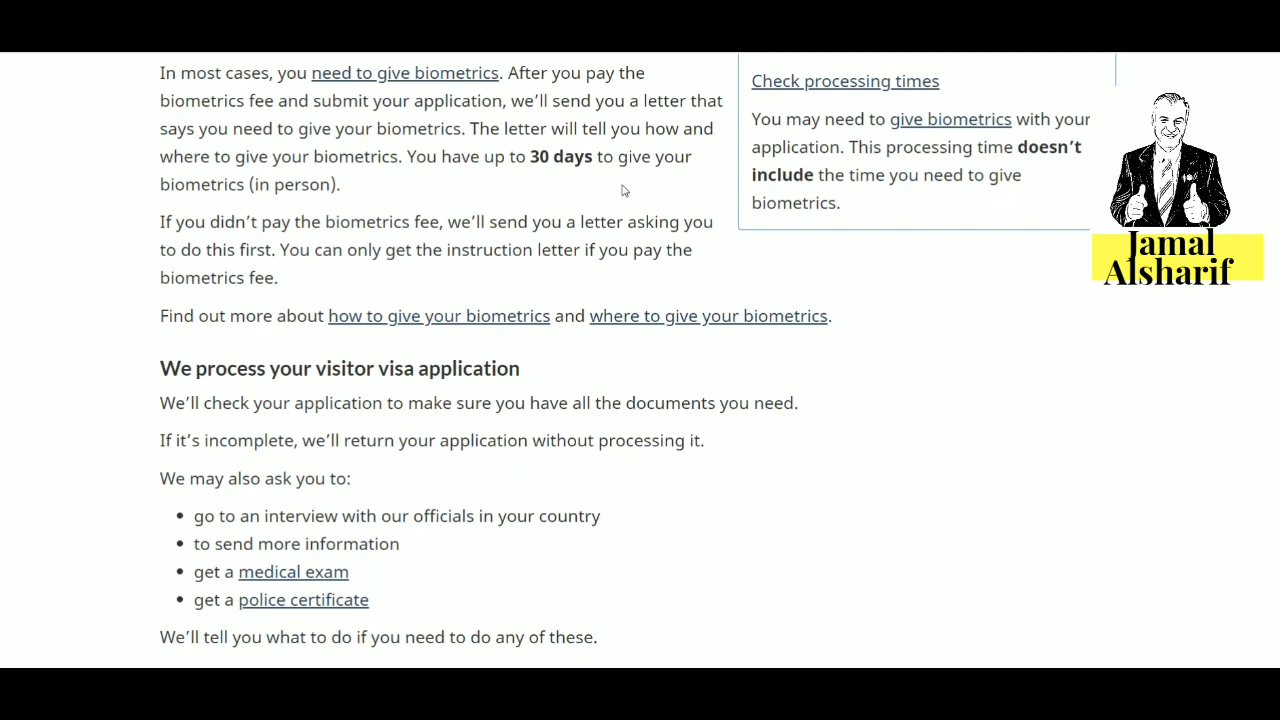 In most cases, you need to give biometrics. After you pay the
biometrics fee and submit your application, we’ll send you a letter that
says you need to give your biometrics. The letter will tell you how and
where to give your biometrics. You have up to 30 days to give your
biometrics (in person).
If you didn’t pay the biometrics fee, we’ll send you a letter asking you
to do this first. You can only get the instruction letter if you pay the
biometrics fee.
Find out more about how to give your biometrics and where to give your biometrics.
We process your visitor visa application
We’ll check your application to make sure you have all the documents you need.
If it’s incomplete, we’ll return your application without processing it.
We may also ask you to:
• go to an interview with our officials in your country
• to send more information
• get a medical exam
• get a police certificate
We’ll tell you what to do if you need to do any of these.
Check processing times
You may need to give biometrics with your
application. This processing time doesn’t
include the time you need to give
biometrics.
Jamal
Alsharif